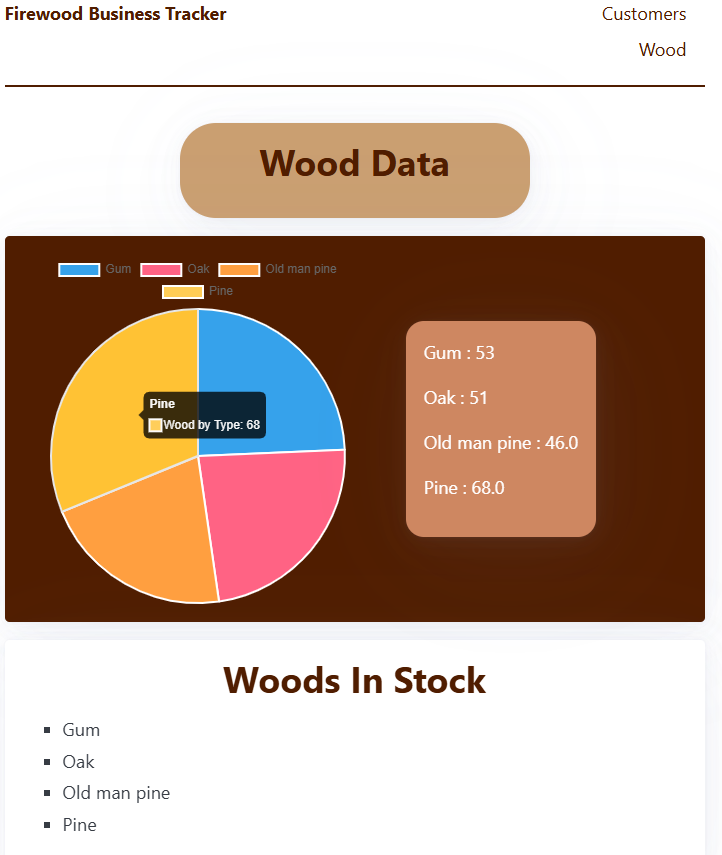 Firewood Business Tracker
Customers
Wood
Wood Data
Gum Oak Old man pine
Pine
Pine
Wood by Type: 68
Gum : 53
Oak : 51
Old man pine : 46.0
Pine : 68.0
Woods In Stock
Gum
Oak
Old man pine
Pine